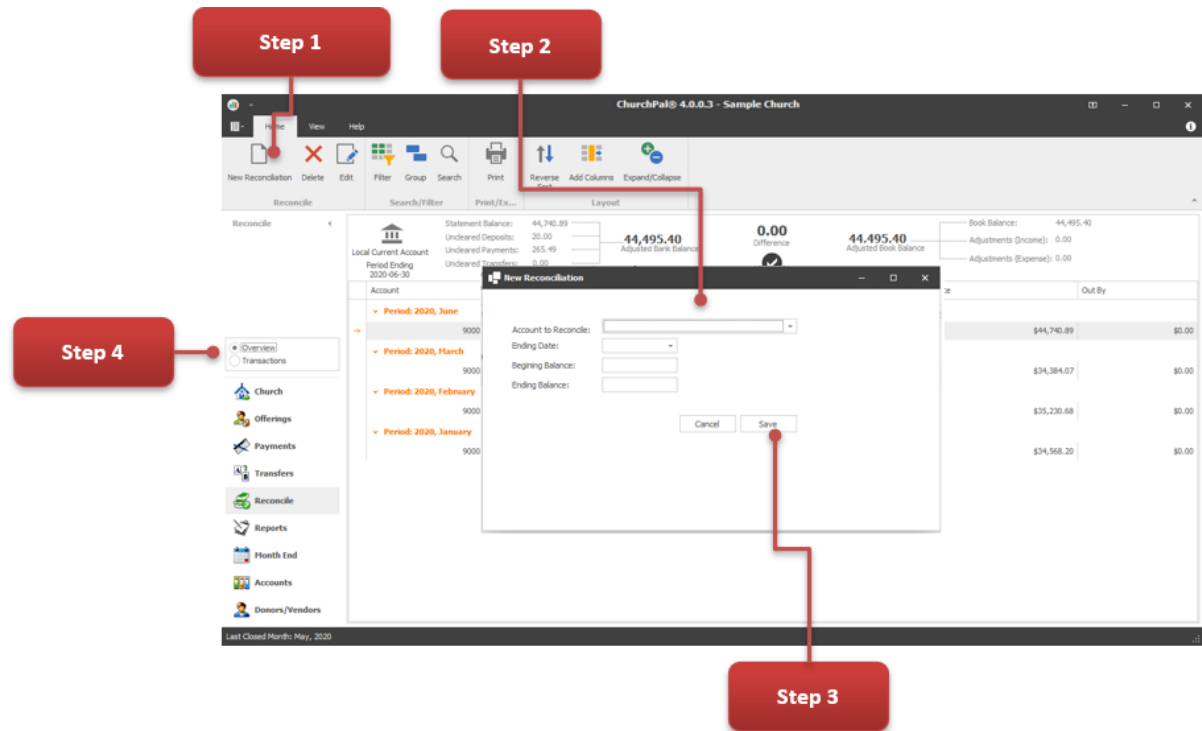 Step 1
Step 2
ChurchPal® 4.0.0.3 - Sample Church
Home View Help
New Reconciliation Delete Edit Filter Group Search Print Reverse Sort Add Columns Expand/Collapse
Reconcile Search/Filter Print/Ex... Layout
Reconcile
Local Current Account
Period Ending
2020-06-30
Statement Balance: 44,740.89
Uncleared Deposits: 20.00
Uncleared Payments: 265.49
Uncleared Transfers: 0.00
44,495.40
Adjusted Bank Balance
0.00
Difference
44,495.40
Adjusted Book Balance
Book Balance: 44,495.40
Adjustments (Income): 0.00
Adjustments (Expense): 0.00
Account Out By
Period: 2020, June
9000 $44,740.89 $0.00
Period: 2020, March
9000 $34,384.07 $0.00
Period: 2020, February
9000 $35,230.68 $0.00
Period: 2020, January
9000 $34,568.20 $0.00
New Reconciliation
Account to Reconcile:
Ending Date:
Begining Balance:
Ending Balance:
Cancel Save
Step 4
Overview
Transactions
Church
Offerings
Payments
Transfers
Reconcile
Reports
Month End
Accounts
Donors/Vendors
Last Closed Month: May, 2020
Step 3